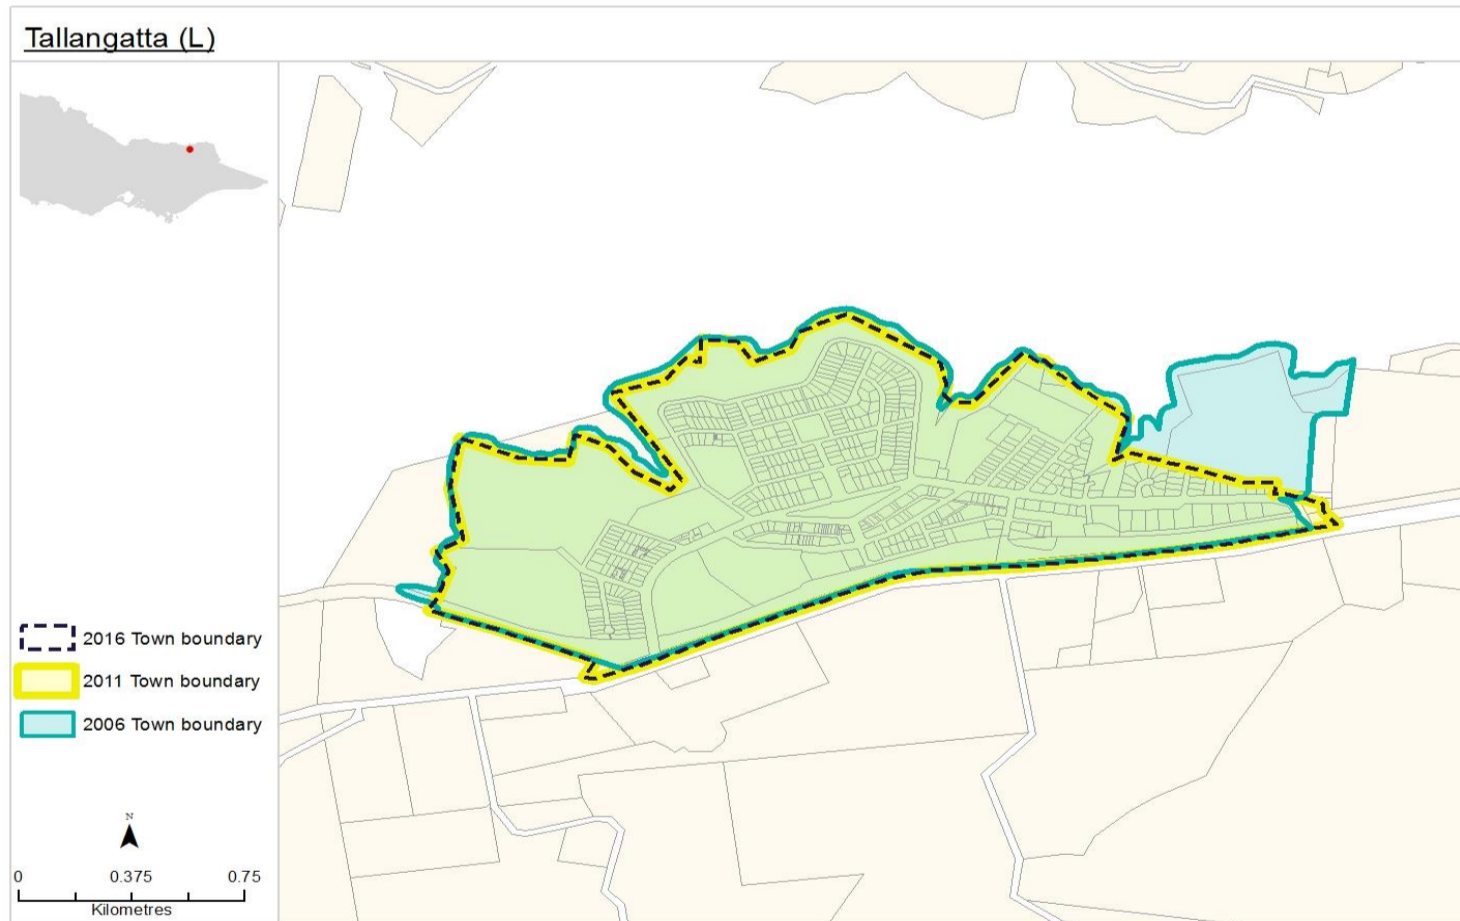 Tallangatta (L)
2016 Town boundary
2011 Town boundary
2006 Town boundary
N
0 0.375 0.75
Kilometres